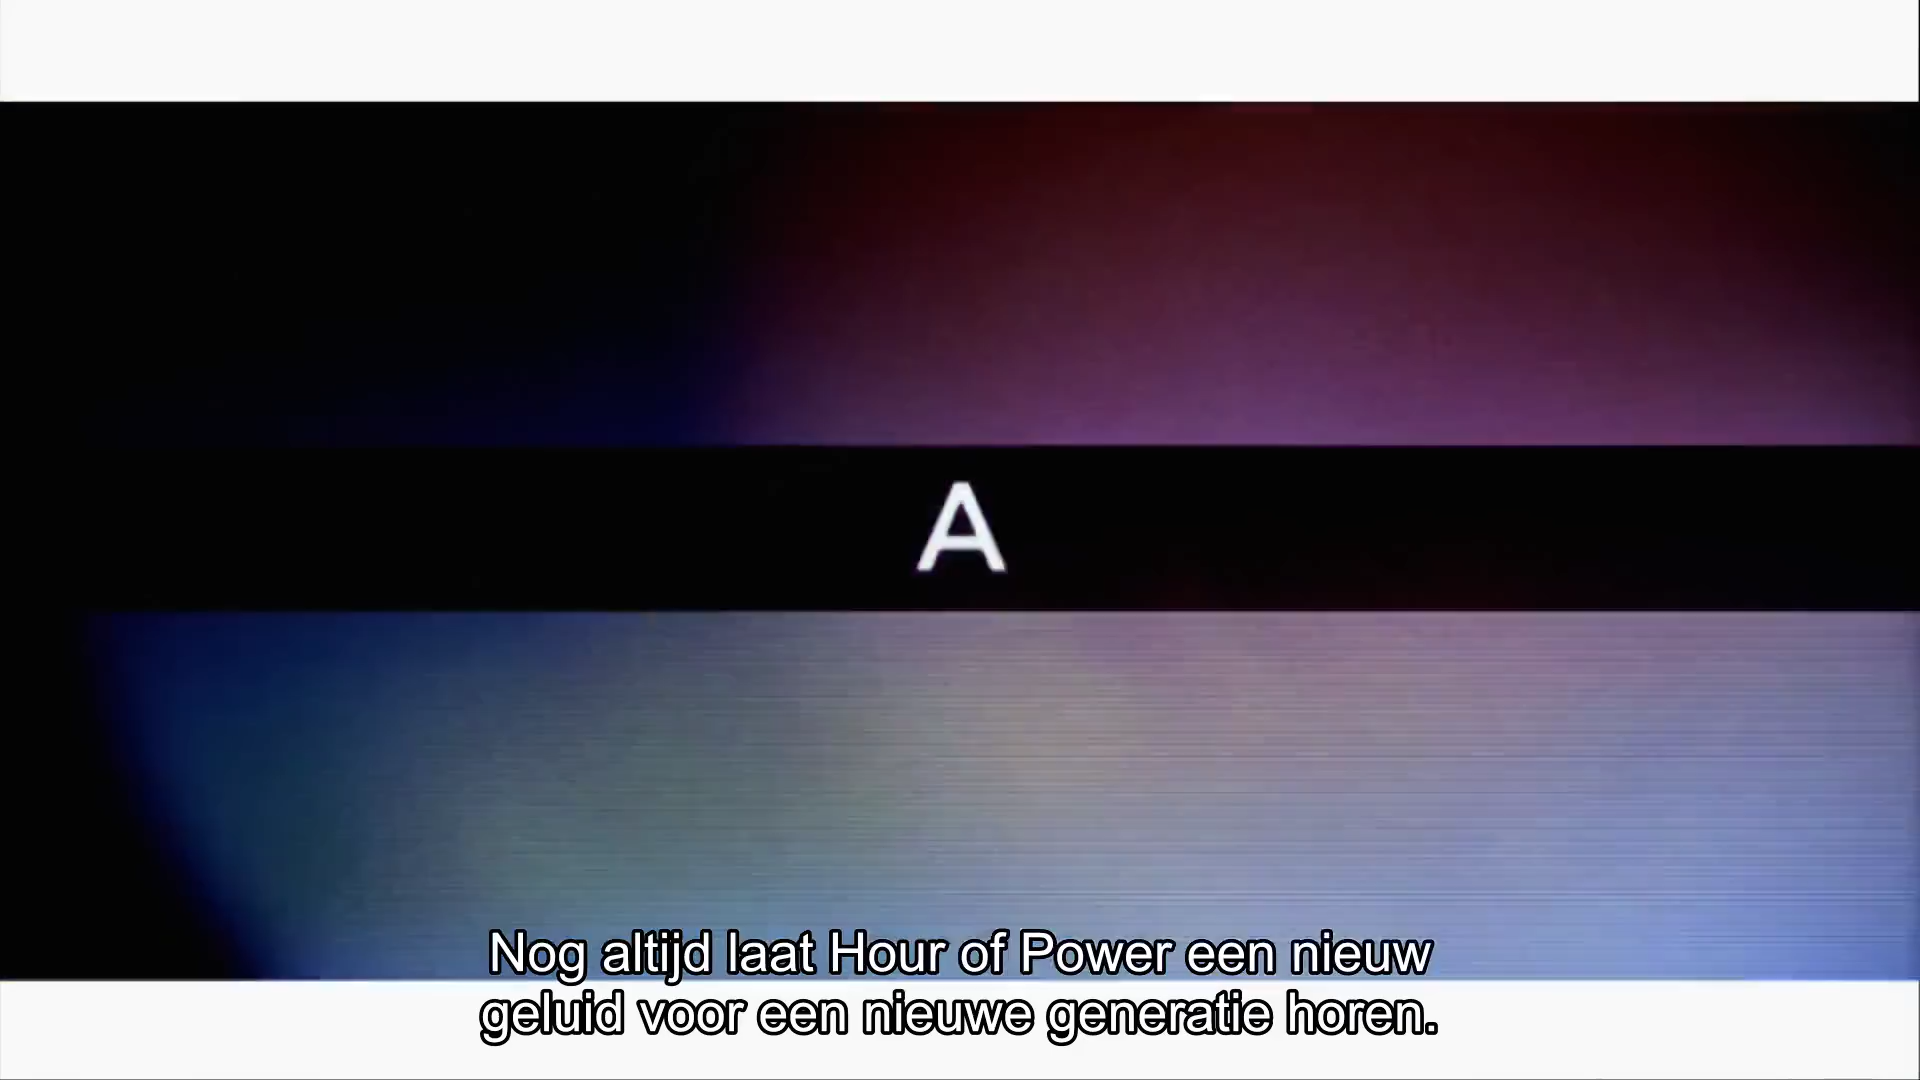 A
Nog altijd laat Hour of Power een nieuw
geluid voor een nieuwe generatie horen.